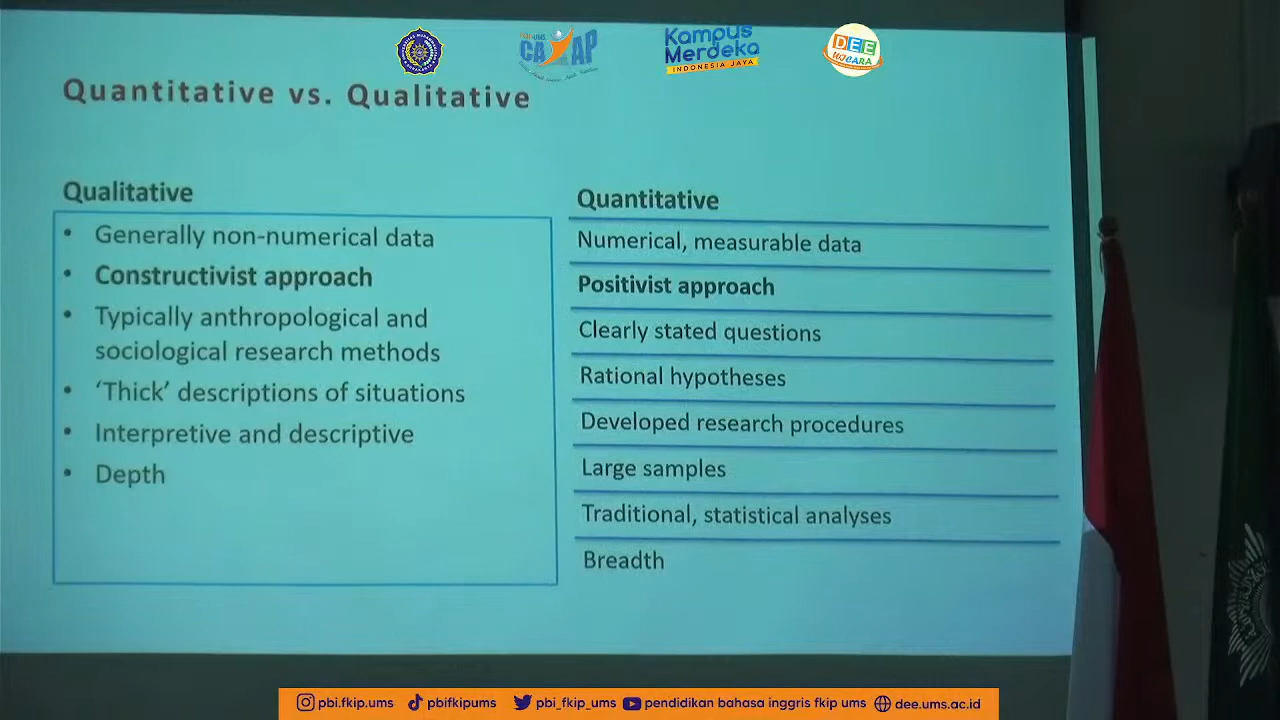 CAKAP
Kampus
Merdeka
INDONESIA JAYA
DEE
WICARA
Quantitative vs. Qualitative
Qualitative
• Generally non-numerical data
• Constructivist approach
• Typically anthropological and
sociological research methods
• ‘Thick’ descriptions of situations
• Interpretive and descriptive
• Depth
Quantitative
Numerical, measurable data
Positivist approach
Clearly stated questions
Rational hypotheses
Developed research procedures
Large samples
Traditional, statistical analyses
Breadth
pbi.fkip.ums pbifkipums pbi_fkip_ums pendidikan bahasa inggris fkip ums dee.ums.ac.id